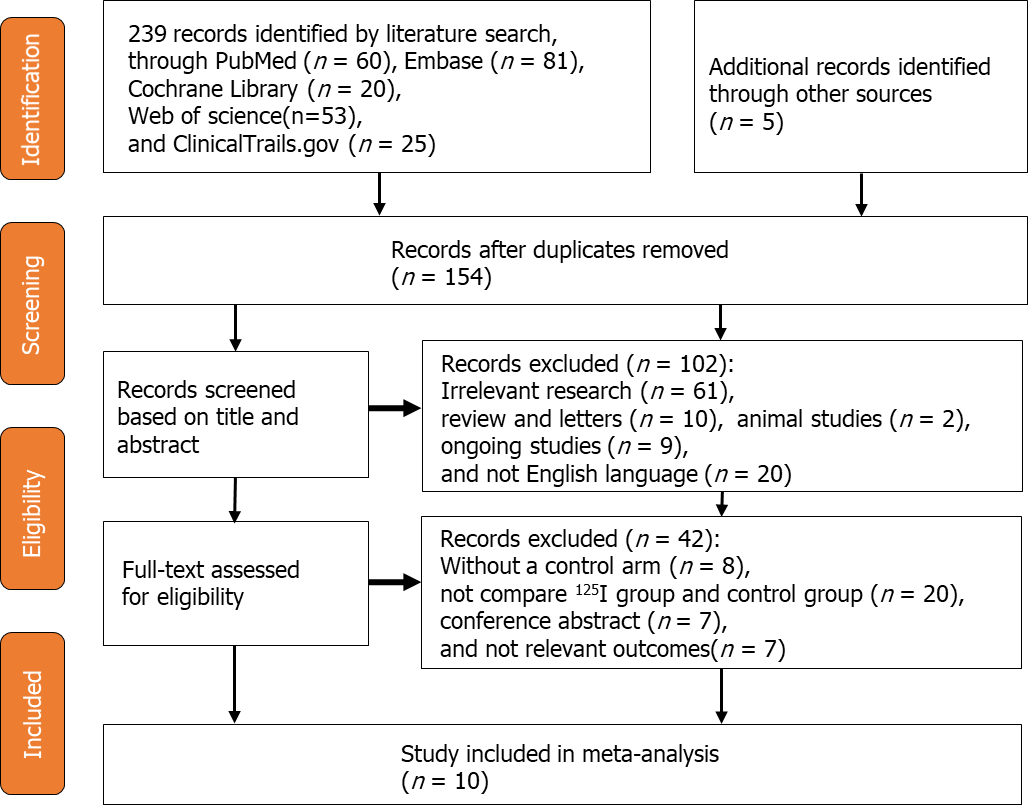 Identification
239 records identified by literature search,
through PubMed (n = 60), Embase (n = 81),
Cochrane Library (n = 20),
Web of science(n=53),
and ClinicalTrails.gov (n = 25)
Additional records identified
through other sources
(n = 5)
Screening
Records after duplicates removed
(n = 154)
Records screened
based on title and
abstract
Records excluded (n = 102):
Irrelevant research (n = 61),
review and letters (n = 10), animal studies (n = 2),
ongoing studies (n = 9),
and not English language (n = 20)
Eligibility
Full-text assessed
for eligibility
Records excluded (n = 42):
Without a control arm (n = 8),
not compare ¹²⁵I group and control group (n = 20),
conference abstract (n = 7),
and not relevant outcomes(n = 7)
Included
Study included in meta-analysis
(n = 10)